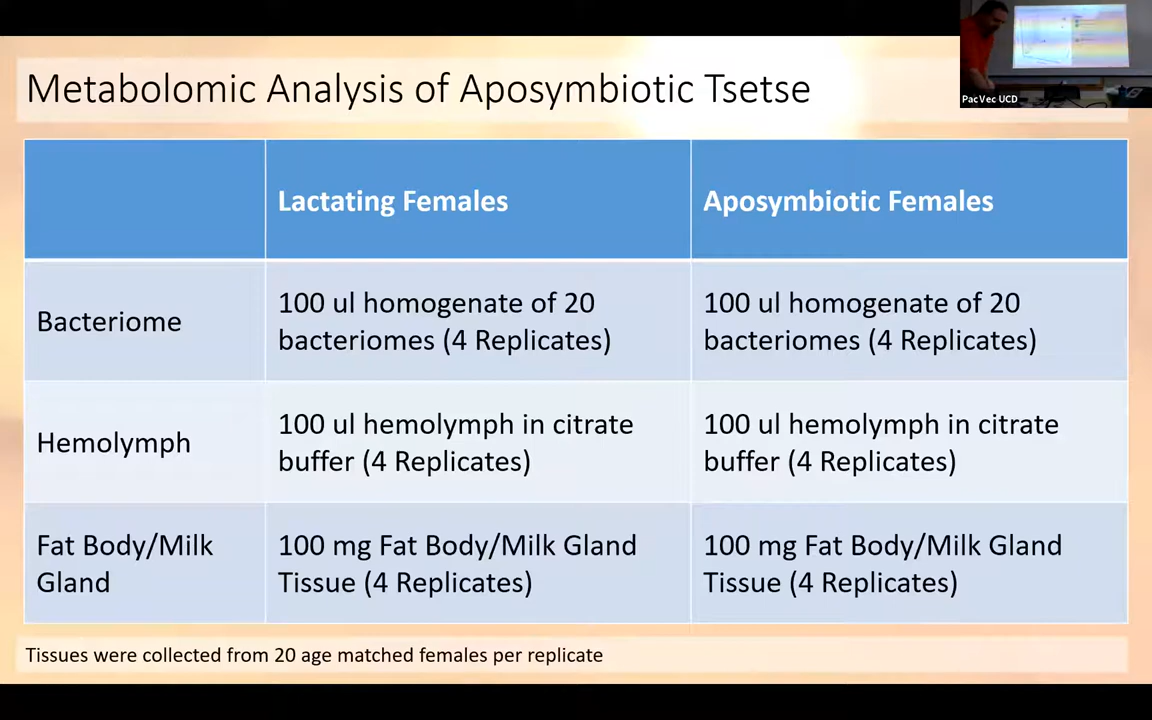 Metabolomic Analysis of Aposymbiotic Tsetse
PacVec UCD
Lactating Females
Aposymbiotic Females
Bacteriome
100 ul homogenate of 20
bacteriomes (4 Replicates)
100 ul homogenate of 20
bacteriomes (4 Replicates)
Hemolymph
100 ul hemolymph in citrate
buffer (4 Replicates)
100 ul hemolymph in citrate
buffer (4 Replicates)
Fat Body/Milk
Gland
100 mg Fat Body/Milk Gland
Tissue (4 Replicates)
100 mg Fat Body/Milk Gland
Tissue (4 Replicates)
Tissues were collected from 20 age matched females per replicate